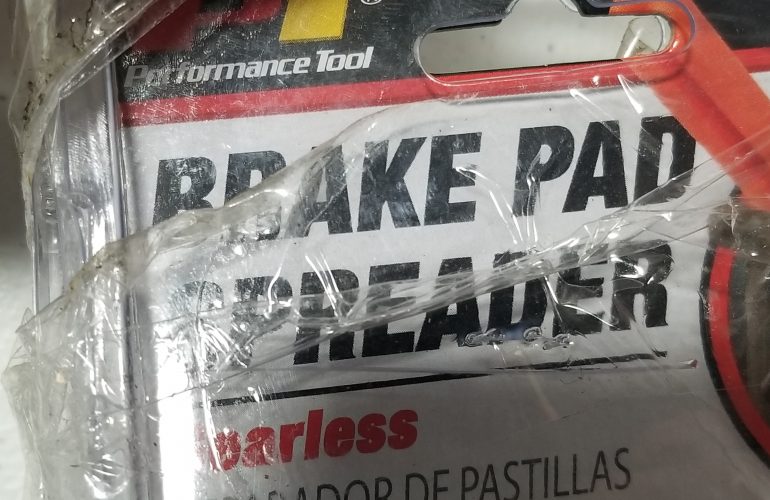 Performance Tool
BRAKE PAD
SPREADER
DE PASTILLAS